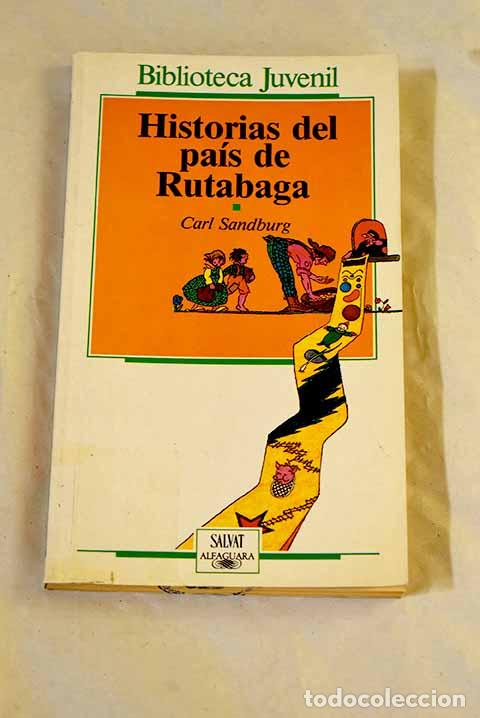 Biblioteca Juvenil
Historias del
país de
Rutabaga
Carl Sandburg
SALVAT
ALFAGUARA
todocoleccion